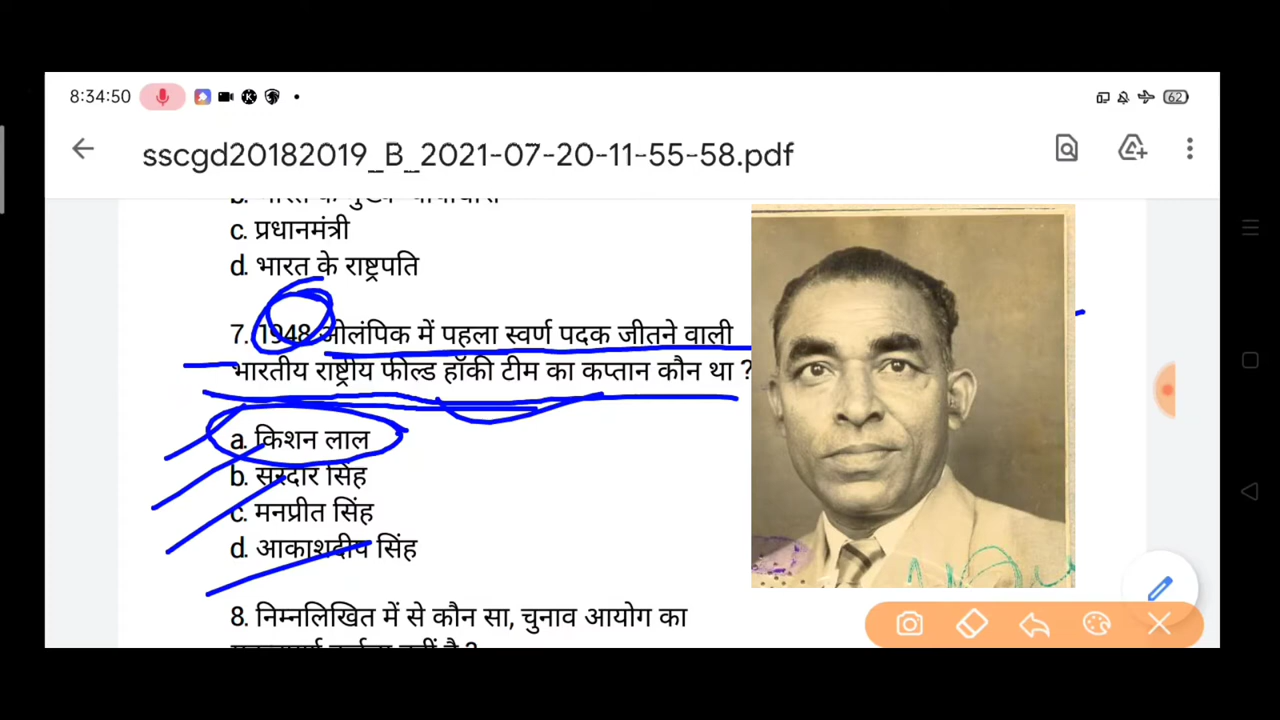 8:34:50
62
sscgd20182019_B_2021-07-20-11-55-58.pdf
c. प्रधानमंत्री
d. भारत के राष्ट्रपति
7. 1948 ओलंपिक में पहला स्वर्ण पदक जीतने वाली
भारतीय राष्ट्रीय फील्ड हॉकी टीम का कप्तान कौन था ?
a. किशन लाल
b. सरदार सिंह
c. मनप्रीत सिंह
d. आकाशदीप सिंह
8. निम्नलिखित में से कौन सा, चुनाव आयोग का